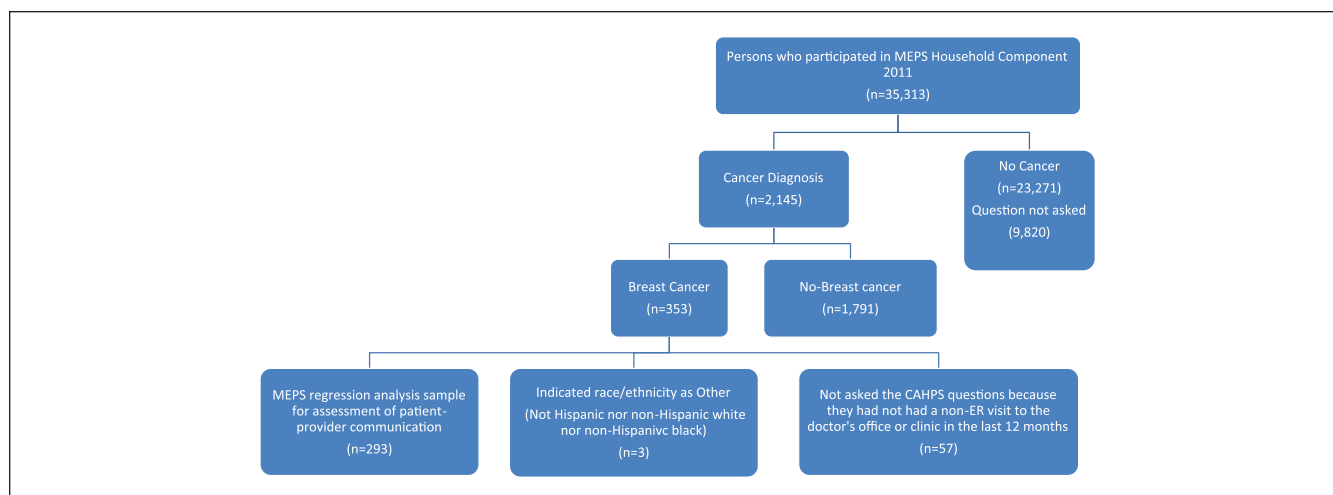 Persons who participated in MEPS Household Component
2011
(n=35,313)
Cancer Diagnosis
(n=2,145)
No Cancer
(n=23,271)
Question not asked
(9,820)
Breast Cancer
(n=353)
No-Breast cancer
(n=1,791)
MEPS regression analysis sample
for assessment of patient-
provider communication
(n=293)
Indicated race/ethnicity as Other
(Not Hispanic nor non-Hispanic white
nor non-Hispanivc black)
(n=3)
Not asked the CAHPS questions because
they had not had a non-ER visit to the
doctor's office or clinic in the last 12 months
(n=57)